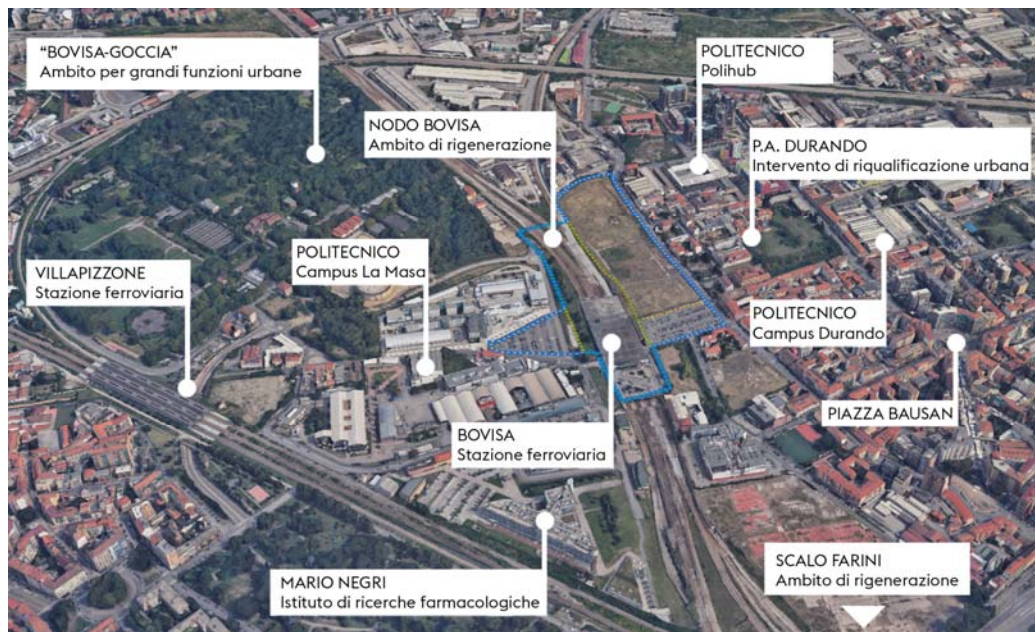 “BOVISA-GOCCIA”
Ambito per grandi funzioni urbane
POLITECNICO
Polihub
NODO BOVISA
Ambito di rigenerazione
P.A. DURANDO
Intervento di riqualificazione urbana
POLITECNICO
Campus La Masa
VILLAPIZZONE
Stazione ferroviaria
POLITECNICO
Campus Durando
PIAZZA BAUSAN
BOVISA
Stazione ferroviaria
MARIO NEGRI
Istituto di ricerche farmacologiche
SCALO FARINI
Ambito di rigenerazione